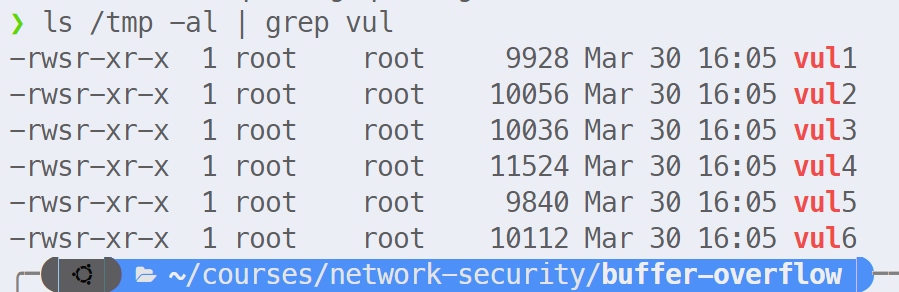 ❯ ls /tmp -al | grep vul
-rwsr-xr-x  1 root    root     9928 Mar 30 16:05 vul1
-rwsr-xr-x  1 root    root    10056 Mar 30 16:05 vul2
-rwsr-xr-x  1 root    root    10036 Mar 30 16:05 vul3
-rwsr-xr-x  1 root    root    11524 Mar 30 16:05 vul4
-rwsr-xr-x  1 root    root     9840 Mar 30 16:05 vul5
-rwsr-xr-x  1 root    root    10112 Mar 30 16:05 vul6
~/courses/network-security/buffer-overflow